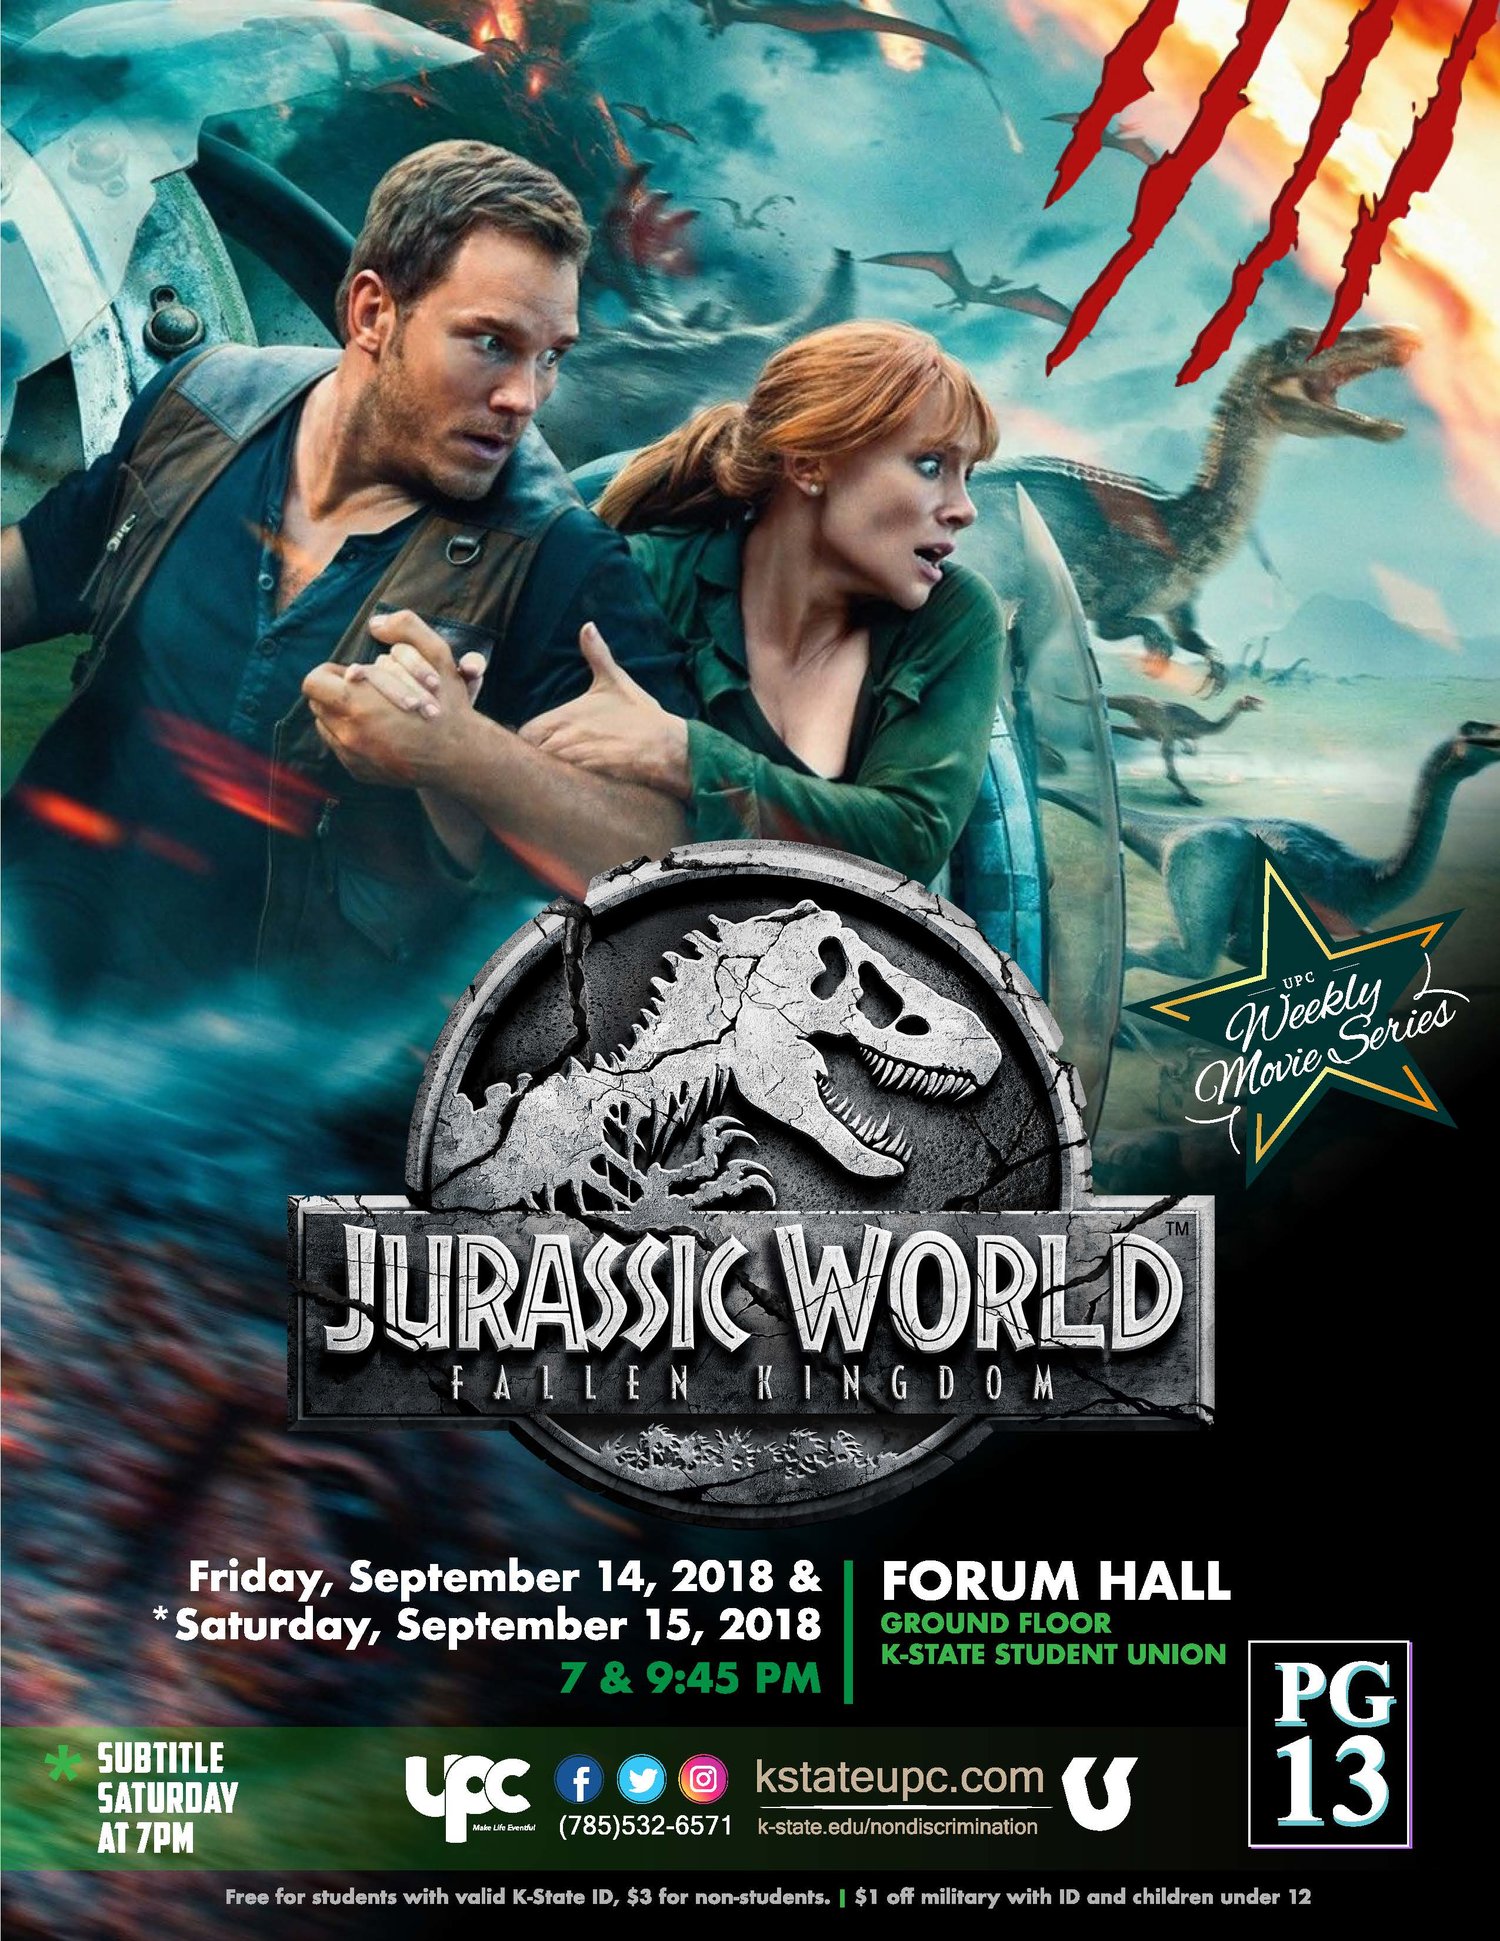 UPC
Weekly
Movie Series
JURASSIC WORLD
TM
FALLEN KINGDOM
Friday, September 14, 2018 &
*Saturday, September 15, 2018
7 & 9:45 PM
FORUM HALL
GROUND FLOOR
K-STATE STUDENT UNION
PG
13
* SUBTITLE
SATURDAY
AT 7PM
upc
Make Life Eventful
(785)532-6571
kstateupc.com
k-state.edu/nondiscrimination
Free for students with valid K-State ID, $3 for non-students. | $1 off military with ID and children under 12